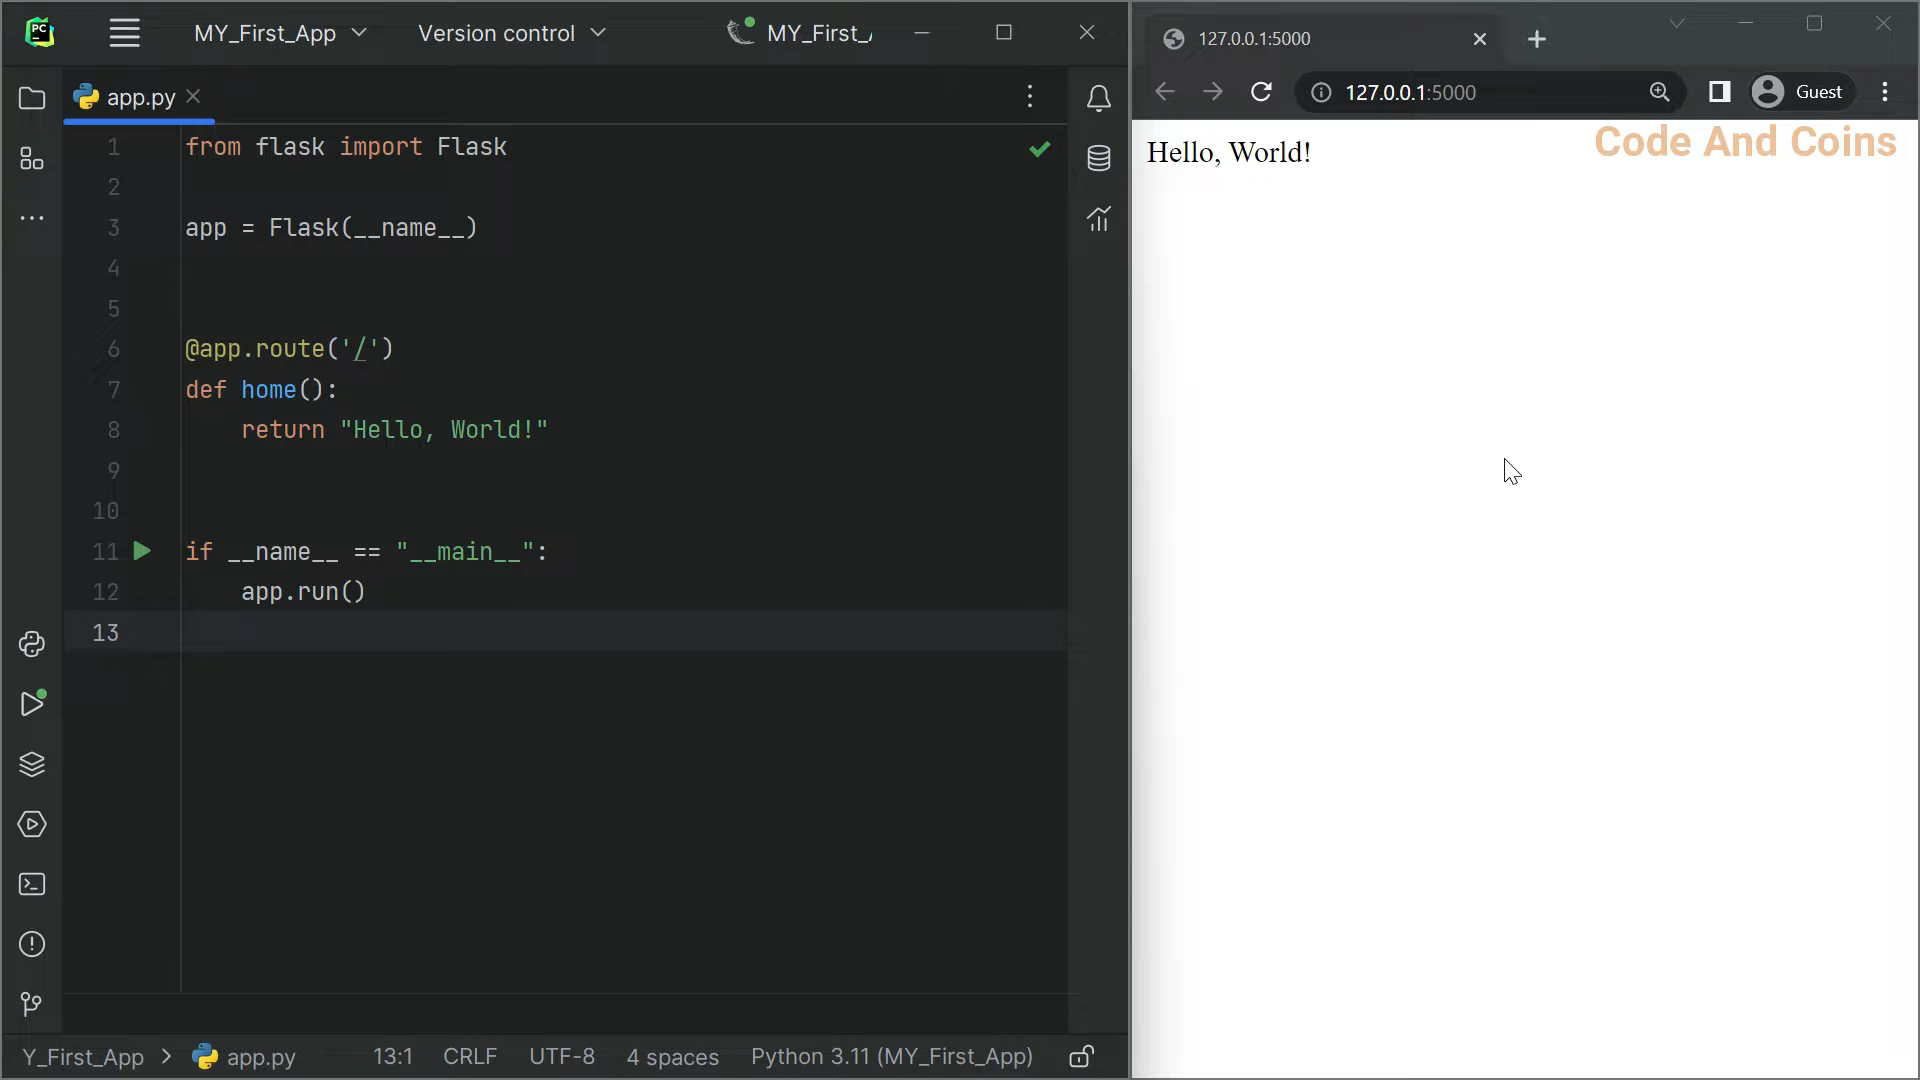 PC
MY_First_App
Version control
MY_First_
app.py
1 from flask import Flask
2
3 app = Flask(__name__)
4
5
6 @app.route('/')
7 def home():
8     return "Hello, World!"
9
10
11 if __name__ == "__main__":
12     app.run()
13
Y_First_App > app.py 13:1 CRLF UTF-8 4 spaces Python 3.11 (MY_First_App)
127.0.0.1:5000
127.0.0.1:5000 Guest
Hello, World!
Code And Coins